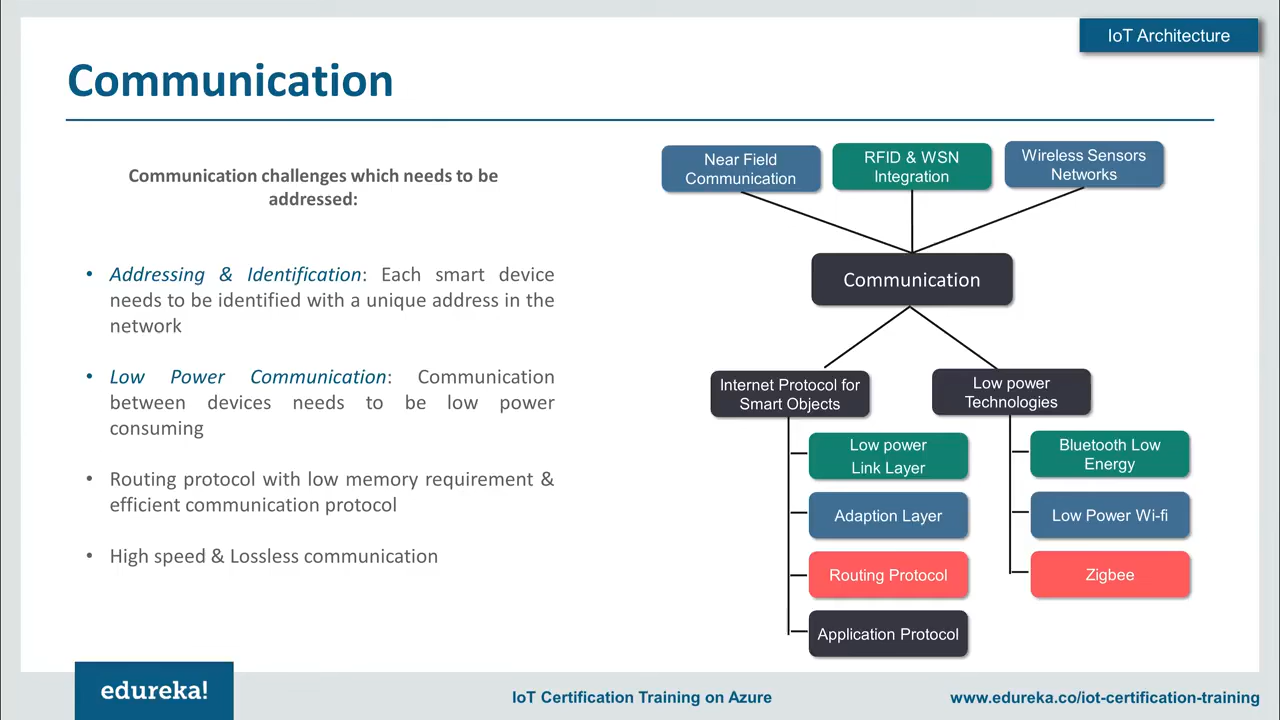 IoT Architecture
Communication
Communication challenges which needs to be
addressed:
• Addressing & Identification: Each smart device
needs to be identified with a unique address in the
network
• Low Power Communication: Communication
between devices needs to be low power
consuming
• Routing protocol with low memory requirement &
efficient communication protocol
• High speed & Lossless communication
Near Field
Communication
RFID & WSN
Integration
Wireless Sensors
Networks
Communication
Internet Protocol for
Smart Objects
Low power
Link Layer
Adaption Layer
Routing Protocol
Application Protocol
Low power
Technologies
Bluetooth Low
Energy
Low Power Wi-fi
Zigbee
edureka!
IoT Certification Training on Azure
www.edureka.co/iot-certification-training